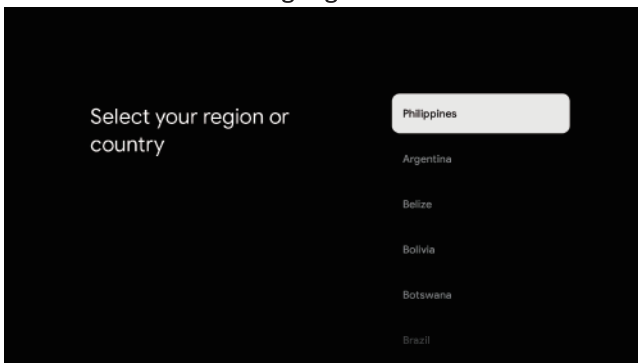 Select your region or
country
Philippines
Argentina
Belize
Bolivia
Botswana
Brazil